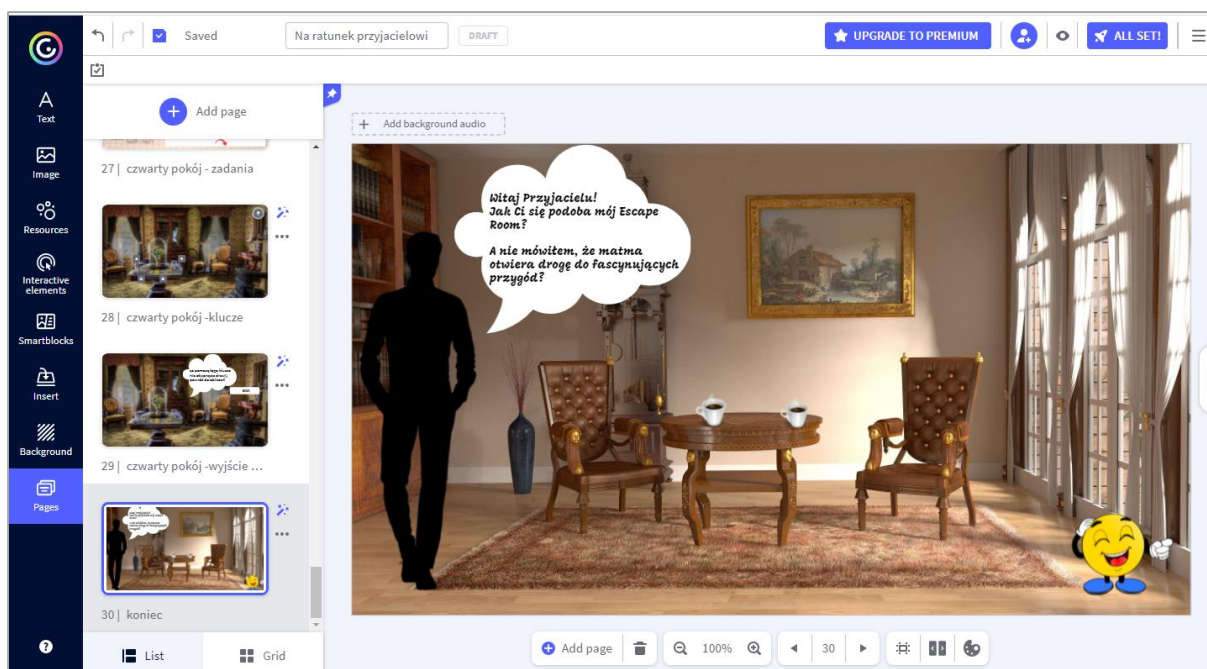 Saved
Na ratunek przyjacielowi
DRAFT
UPGRADE TO PREMIUM
ALL SET!
Text
Image
Resources
Interactive
elements
Smartblocks
Insert
Background
Pages
Add page
27 | czwarty pokój - zadania
28 | czwarty pokój -klucze
29 | czwarty pokój -wyjście ...
30 | koniec
List
Grid
+ Add background audio
Witaj Przyjacielu!
Jak Ci się podoba mój Escape
Room?
A nie mówiłem, że matma
otwiera drogę do fascynujących
przygód?
Add page
100%
30